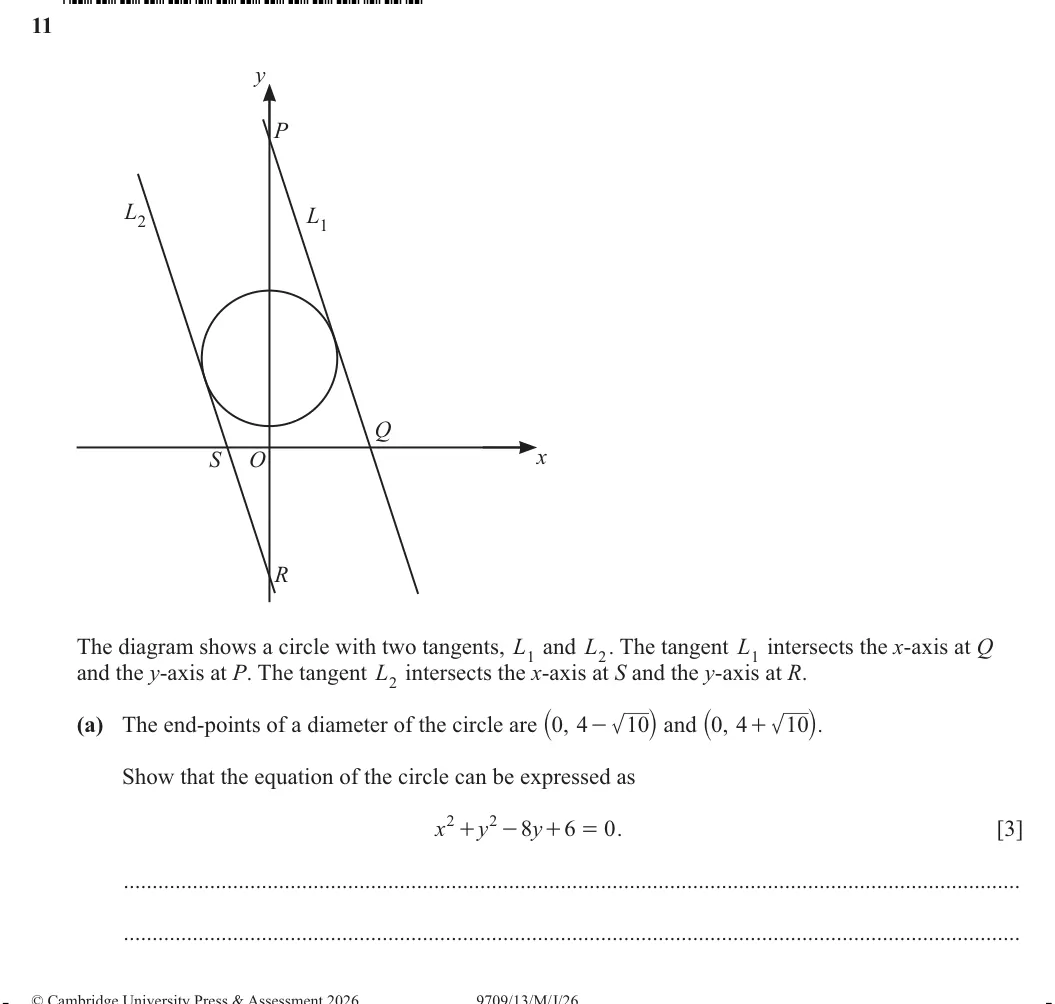 11
y
P
L₂
L₁
Q
S
O
x
R
The diagram shows a circle with two tangents, L₁ and L₂. The tangent L₁ intersects the x-axis at Q
and the y-axis at P. The tangent L₂ intersects the x-axis at S and the y-axis at R.
(a) The end-points of a diameter of the circle are (0, 4 − √10) and (0, 4 + √10).
Show that the equation of the circle can be expressed as
x² + y² − 8y + 6 = 0. [3]
© Cambridge University Press & Assessment 2026 9709/13/M/J/26